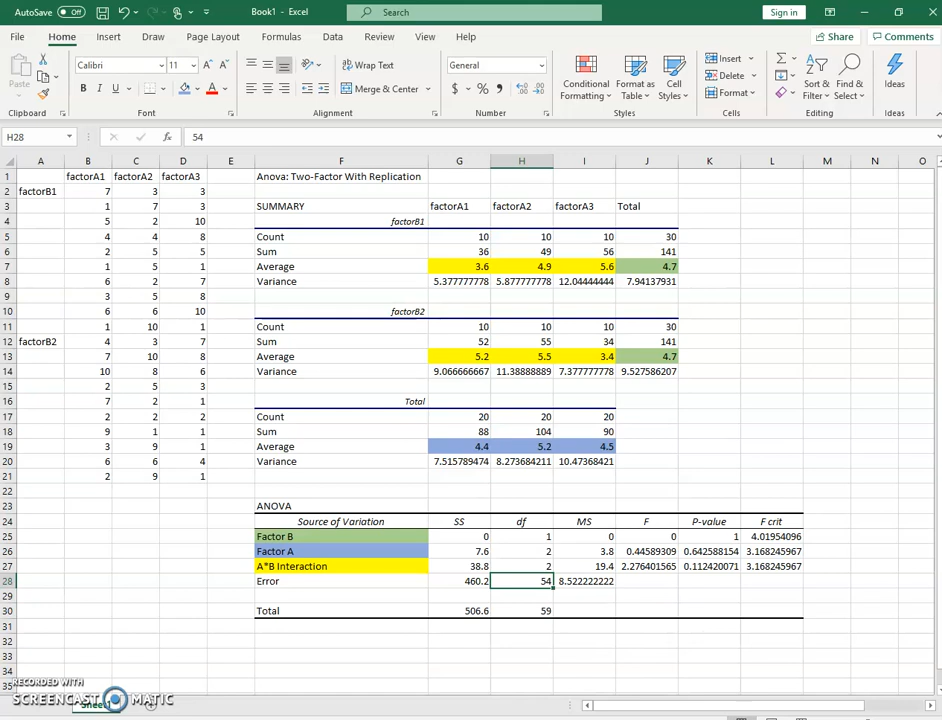 AutoSave Off Book1 - Excel Search Sign in
File Home Insert Draw Page Layout Formulas Data Review View Help Share Comments
Paste Calibri 11 Wrap Text General Conditional Formatting Format as Table Cell Styles Insert Delete Format Sort & Filter Find & Select Ideas
B I U Merge & Center $ % 9
Clipboard Font Alignment Number Styles Cells Editing Ideas
H28 fx 54
A B C D E F G H I J K L M N O
1 factorA1 factorA2 factorA3 Anova: Two-Factor With Replication
2 factorB1 7 3 3
3 1 7 3 SUMMARY factorA1 factorA2 factorA3 Total
4 5 2 10 factorB1
5 4 4 8 Count 10 10 10 30
6 2 5 5 Sum 36 49 56 141
7 1 5 1 Average 3.6 4.9 5.6 4.7
8 6 2 7 Variance 5.377777778 5.877777778 12.04444444 7.94137931
9 3 5 8
10 6 6 10 factorB2
11 1 10 1 Count 10 10 10 30
12 factorB2 4 3 7 Sum 52 55 34 141
13 7 10 8 Average 5.2 5.5 3.4 4.7
14 10 8 6 Variance 9.066666667 11.38888889 7.377777778 9.527586207
15 2 5 3
16 7 2 1 Total
17 2 2 2 Count 20 20 20
18 9 1 1 Sum 88 104 90
19 3 9 1 Average 4.4 5.2 4.5
20 6 6 4 Variance 7.515789474 8.273684211 10.47368421
21 2 9 1
22
23 ANOVA
24 Source of Variation SS df MS F P-value F crit
25 Factor B 0 1 0 0 1 4.01954096
26 Factor A 7.6 2 3.8 0.44589309 0.642588154 3.168245967
27 A*B Interaction 38.8 2 19.4 2.276401565 0.112420071 3.168245967
28 Error 460.2 54 8.522222222
29
30 Total 506.6 59
31
32
33
34
35
RECORDED WITH
SCREENCAST MATIC